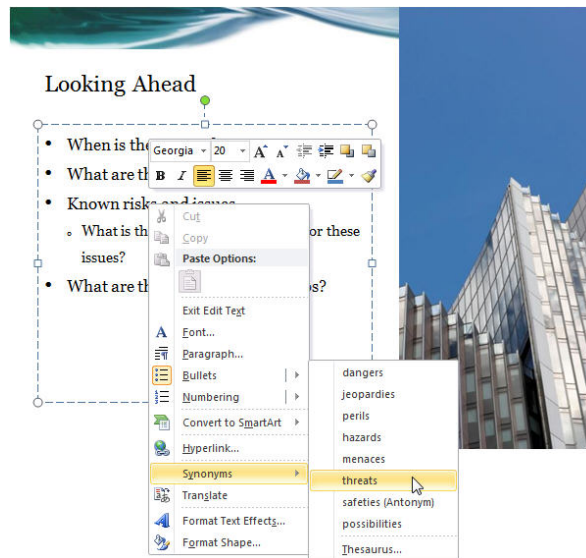 Looking Ahead
• When is the
Georgia 20 A A
• What are th
B I A
• Known risks and issues
Cut
◦ What is th or these
Copy
issues?
Paste Options:
• What are th s?
Exit Edit Text
Font...
Paragraph...
Bullets
Numbering
Convert to SmartArt
Hyperlink...
Synonyms
Translate
Format Text Effects...
Format Shape...
dangers
jeopardies
perils
hazards
menaces
threats
safeties (Antonym)
possibilities
Thesaurus...